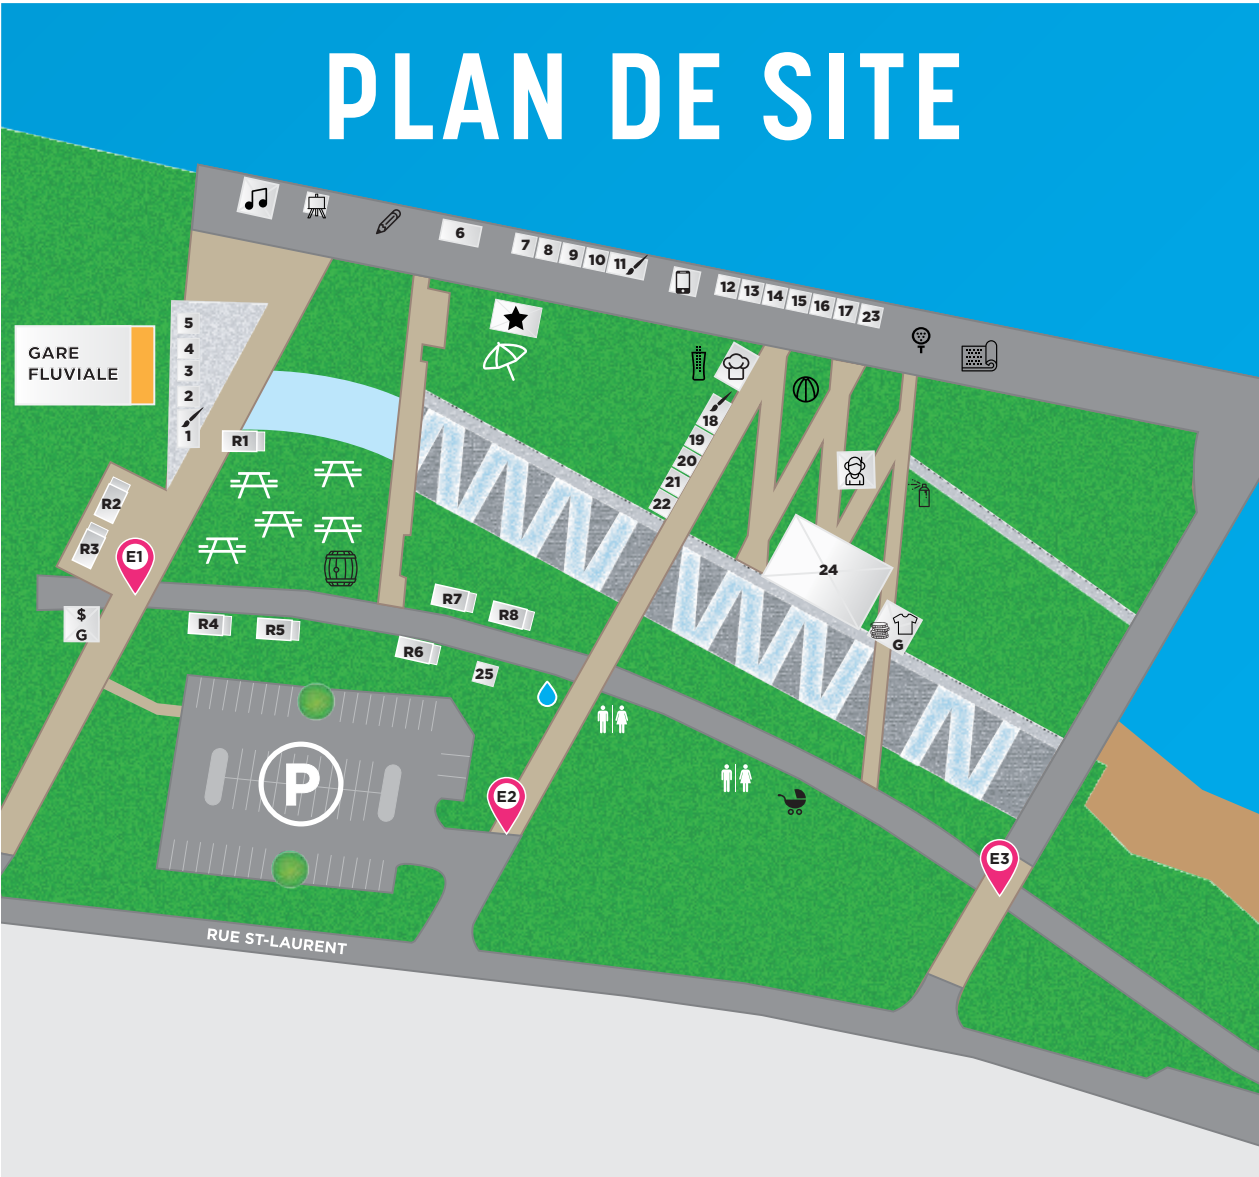 PLAN DE SITE
6
7 8 9 10 11
12 13 14 15 16 17 23
5
4
3
2
1
GARE
FLUVIALE
R1
R2
R3
E1
$
G
18
19
20
21
22
24
G
R7
R8
R4
R5
R6
25
E2
P
E3
RUE ST-LAURENT